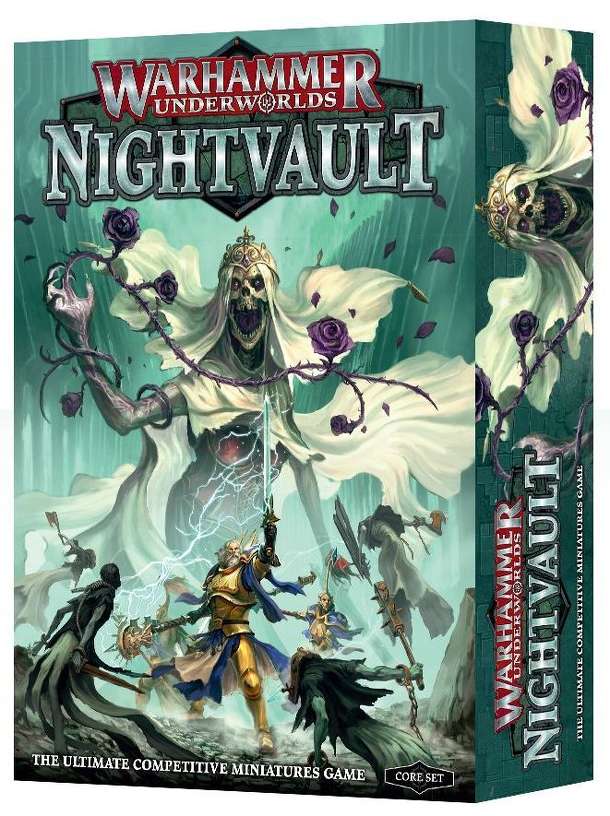 WARHAMMER
UNDERWORLDS
NIGHTVAULT
THE ULTIMATE COMPETITIVE MINIATURES GAME
CORE SET
WARHAMMER
UNDERWORLDS
NIGHTVAULT
THE ULTIMATE COMPETITIVE MINIATURES GAME